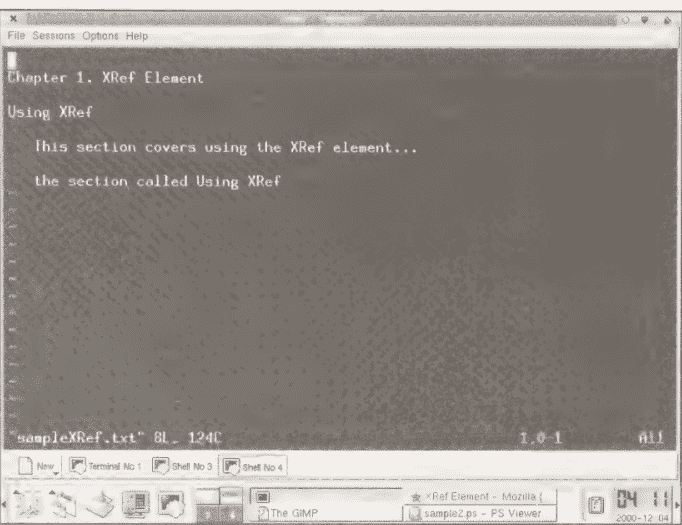 File Sessions Options Help
Chapter 1. XRef Element
Using XRef
This section covers using the XRef element...
the section called Using XRef
"sampleXRef.txt" 8L, 124C 1,0-1 All
New Terminal No 1 Shell No 3 Shell No 4
XRef Element - Mozilla {
The GIMP sample2.ps - PS Viewer 04 11
2000-12-04